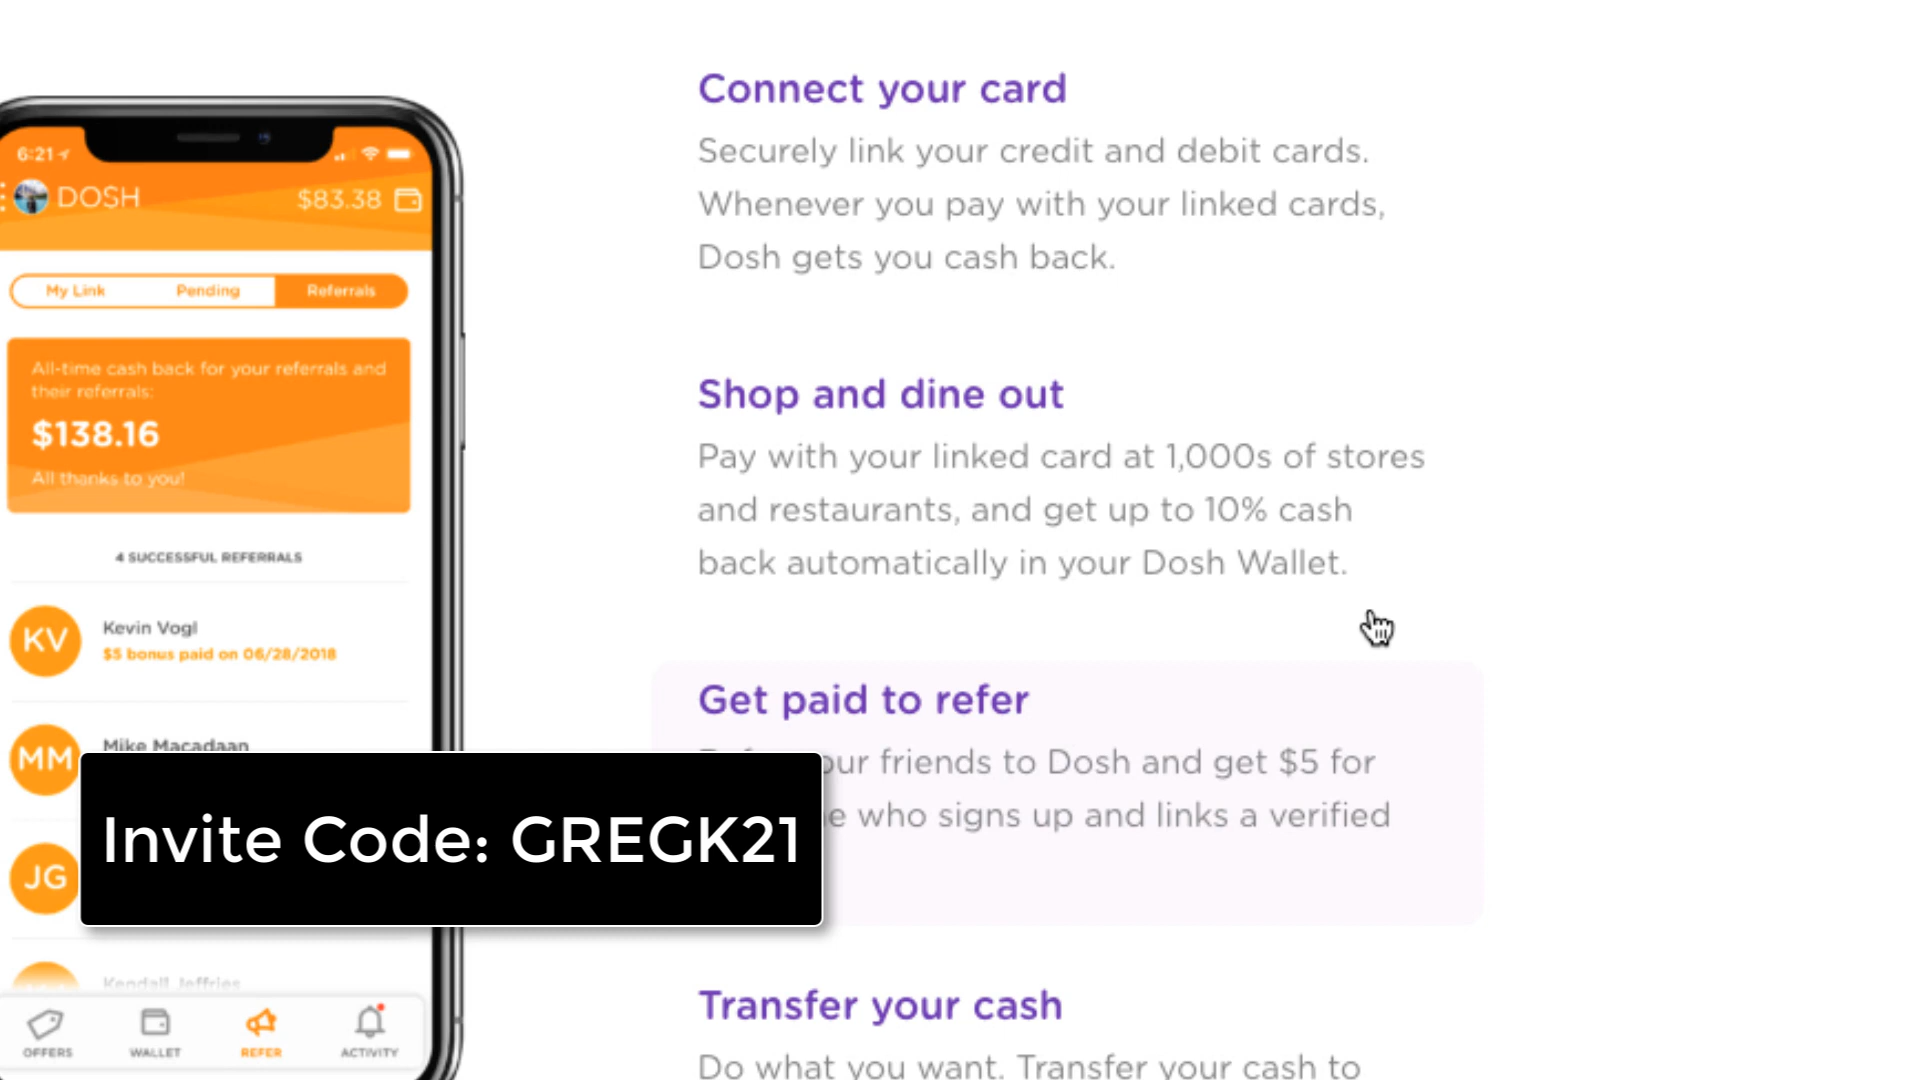 6:21
DOSH
$83.38
My Link
Pending
Referrals
All-time cash back for your referrals and
their referrals:
$138.16
All thanks to you!
4 SUCCESSFUL REFERRALS
KV
Kevin Vogl
$5 bonus paid on 06/28/2018
MM
Mike Macadaan
JG
Kendall Jeffries
OFFERS
WALLET
REFER
ACTIVITY
Invite Code: GREGK21
Connect your card
Securely link your credit and debit cards.
Whenever you pay with your linked cards,
Dosh gets you cash back.
Shop and dine out
Pay with your linked card at 1,000s of stores
and restaurants, and get up to 10% cash
back automatically in your Dosh Wallet.
Get paid to refer
friends to Dosh and get $5 for
who signs up and links a verified
Transfer your cash
Do what you want. Transfer your cash to